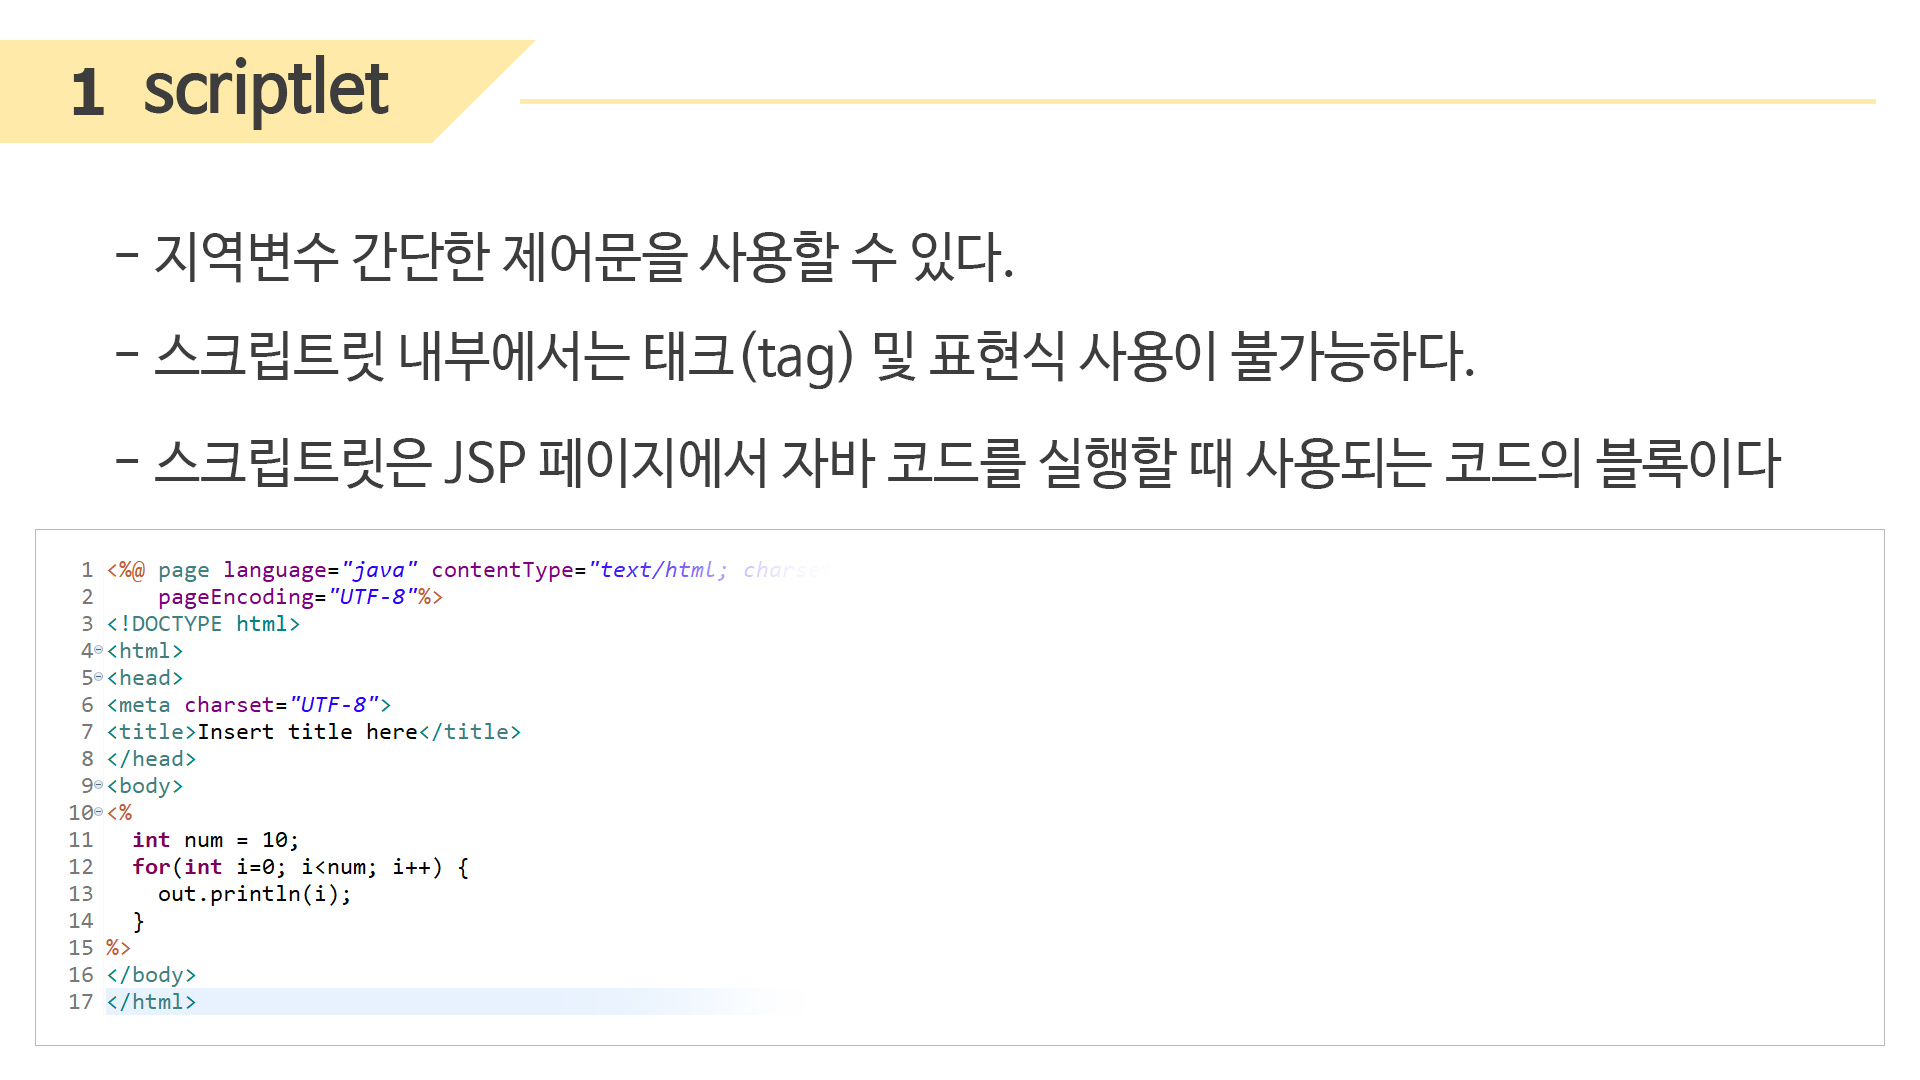 1 scriptlet
- 지역변수 간단한 제어문을 사용할 수 있다.
- 스크립트릿 내부에서는 태크(tag) 및 표현식 사용이 불가능하다.
- 스크립트릿은 JSP 페이지에서 자바 코드를 실행할 때 사용되는 코드의 블록이다
1 <%@ page language="java" contentType="text/html; charset
2     pageEncoding="UTF-8"%>
3 <!DOCTYPE html>
4 <html>
5 <head>
6 <meta charset="UTF-8">
7 <title>Insert title here</title>
8 </head>
9 <body>
10 <%
11   int num = 10;
12   for(int i=0; i<num; i++) {
13     out.println(i);
14   }
15 %>
16 </body>
17 </html>